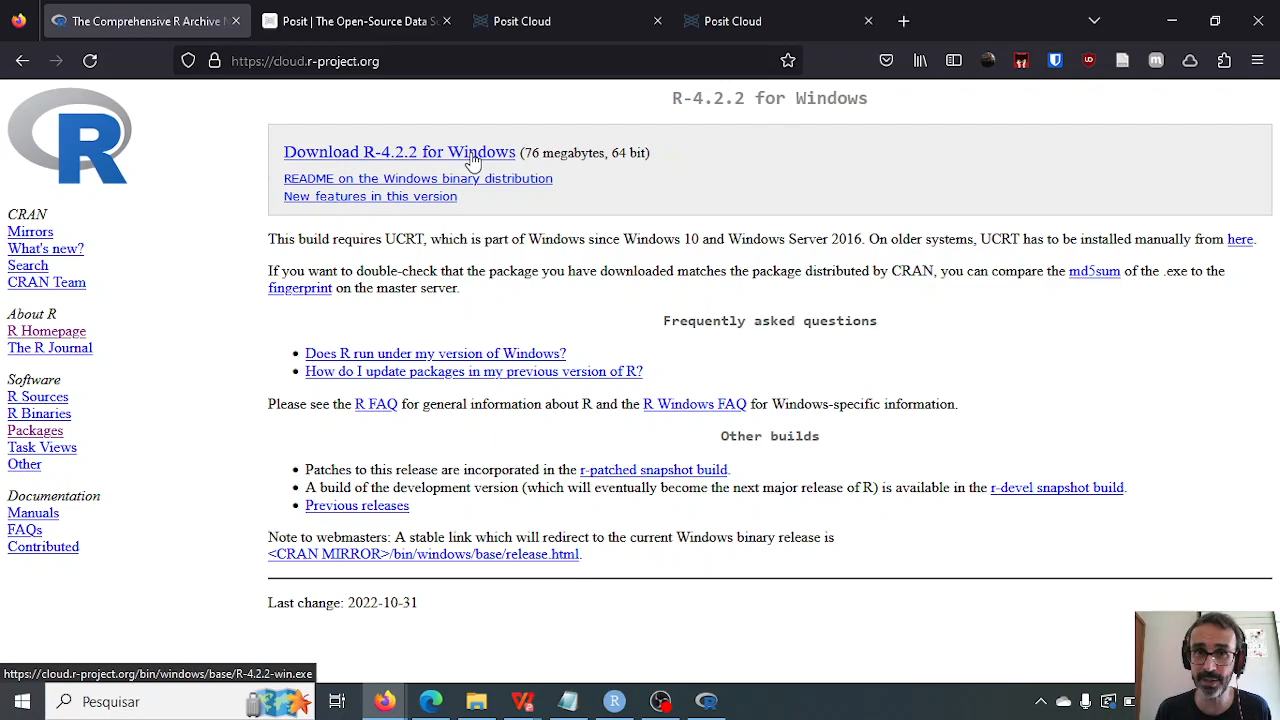 The Comprehensive R Archive N
Posit | The Open-Source Data Sc
Posit Cloud
Posit Cloud
https://cloud.r-project.org
R
R-4.2.2 for Windows
Download R-4.2.2 for Windows (76 megabytes, 64 bit)
README on the Windows binary distribution
New features in this version
CRAN
Mirrors
What's new?
Search
CRAN Team
About R
R Homepage
The R Journal
Software
R Sources
R Binaries
Packages
Task Views
Other
Documentation
Manuals
FAQs
Contributed
This build requires UCRT, which is part of Windows since Windows 10 and Windows Server 2016. On older systems, UCRT has to be installed manually from here.
If you want to double-check that the package you have downloaded matches the package distributed by CRAN, you can compare the md5sum of the .exe to the
fingerprint on the master server.
Frequently asked questions
• Does R run under my version of Windows?
• How do I update packages in my previous version of R?
Please see the R FAQ for general information about R and the R Windows FAQ for Windows-specific information.
Other builds
• Patches to this release are incorporated in the r-patched snapshot build.
• A build of the development version (which will eventually become the next major release of R) is available in the r-devel snapshot build.
• Previous releases
Note to webmasters: A stable link which will redirect to the current Windows binary release is
<CRAN MIRROR>/bin/windows/base/release.html.
Last change: 2022-10-31
https://cloud.r-project.org/bin/windows/base/R-4.2.2-win.exe
Pesquisar